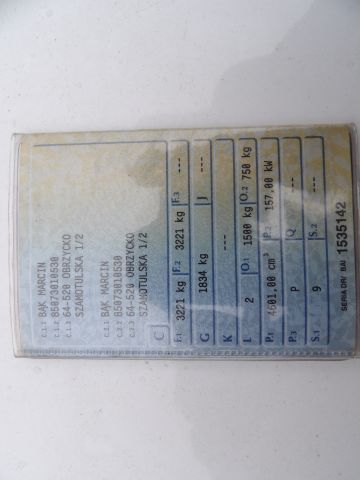 C.1.1 BĄK MARCIN
C.1.2 85073010530
C.1.3 64-520 OBRZYCKO
SZAMOTULSKA 1/2
C.2.1 BĄK MARCIN
C.2.2 85073010530
C.2.3 64-520 OBRZYCKO
SZAMOTULSKA 1/2
C
F.1 3221 kg F.2 3221 kg F.3 ---
G 1834 kg J ---
K ---
L 2 O.1 1500 kg O.2 750 kg
P.1 4601,00 cm³ P.2 157,00 kW
P.3 P Q ---
S.1 9 S.2 ---
SERIA DR/ BAI 1535142